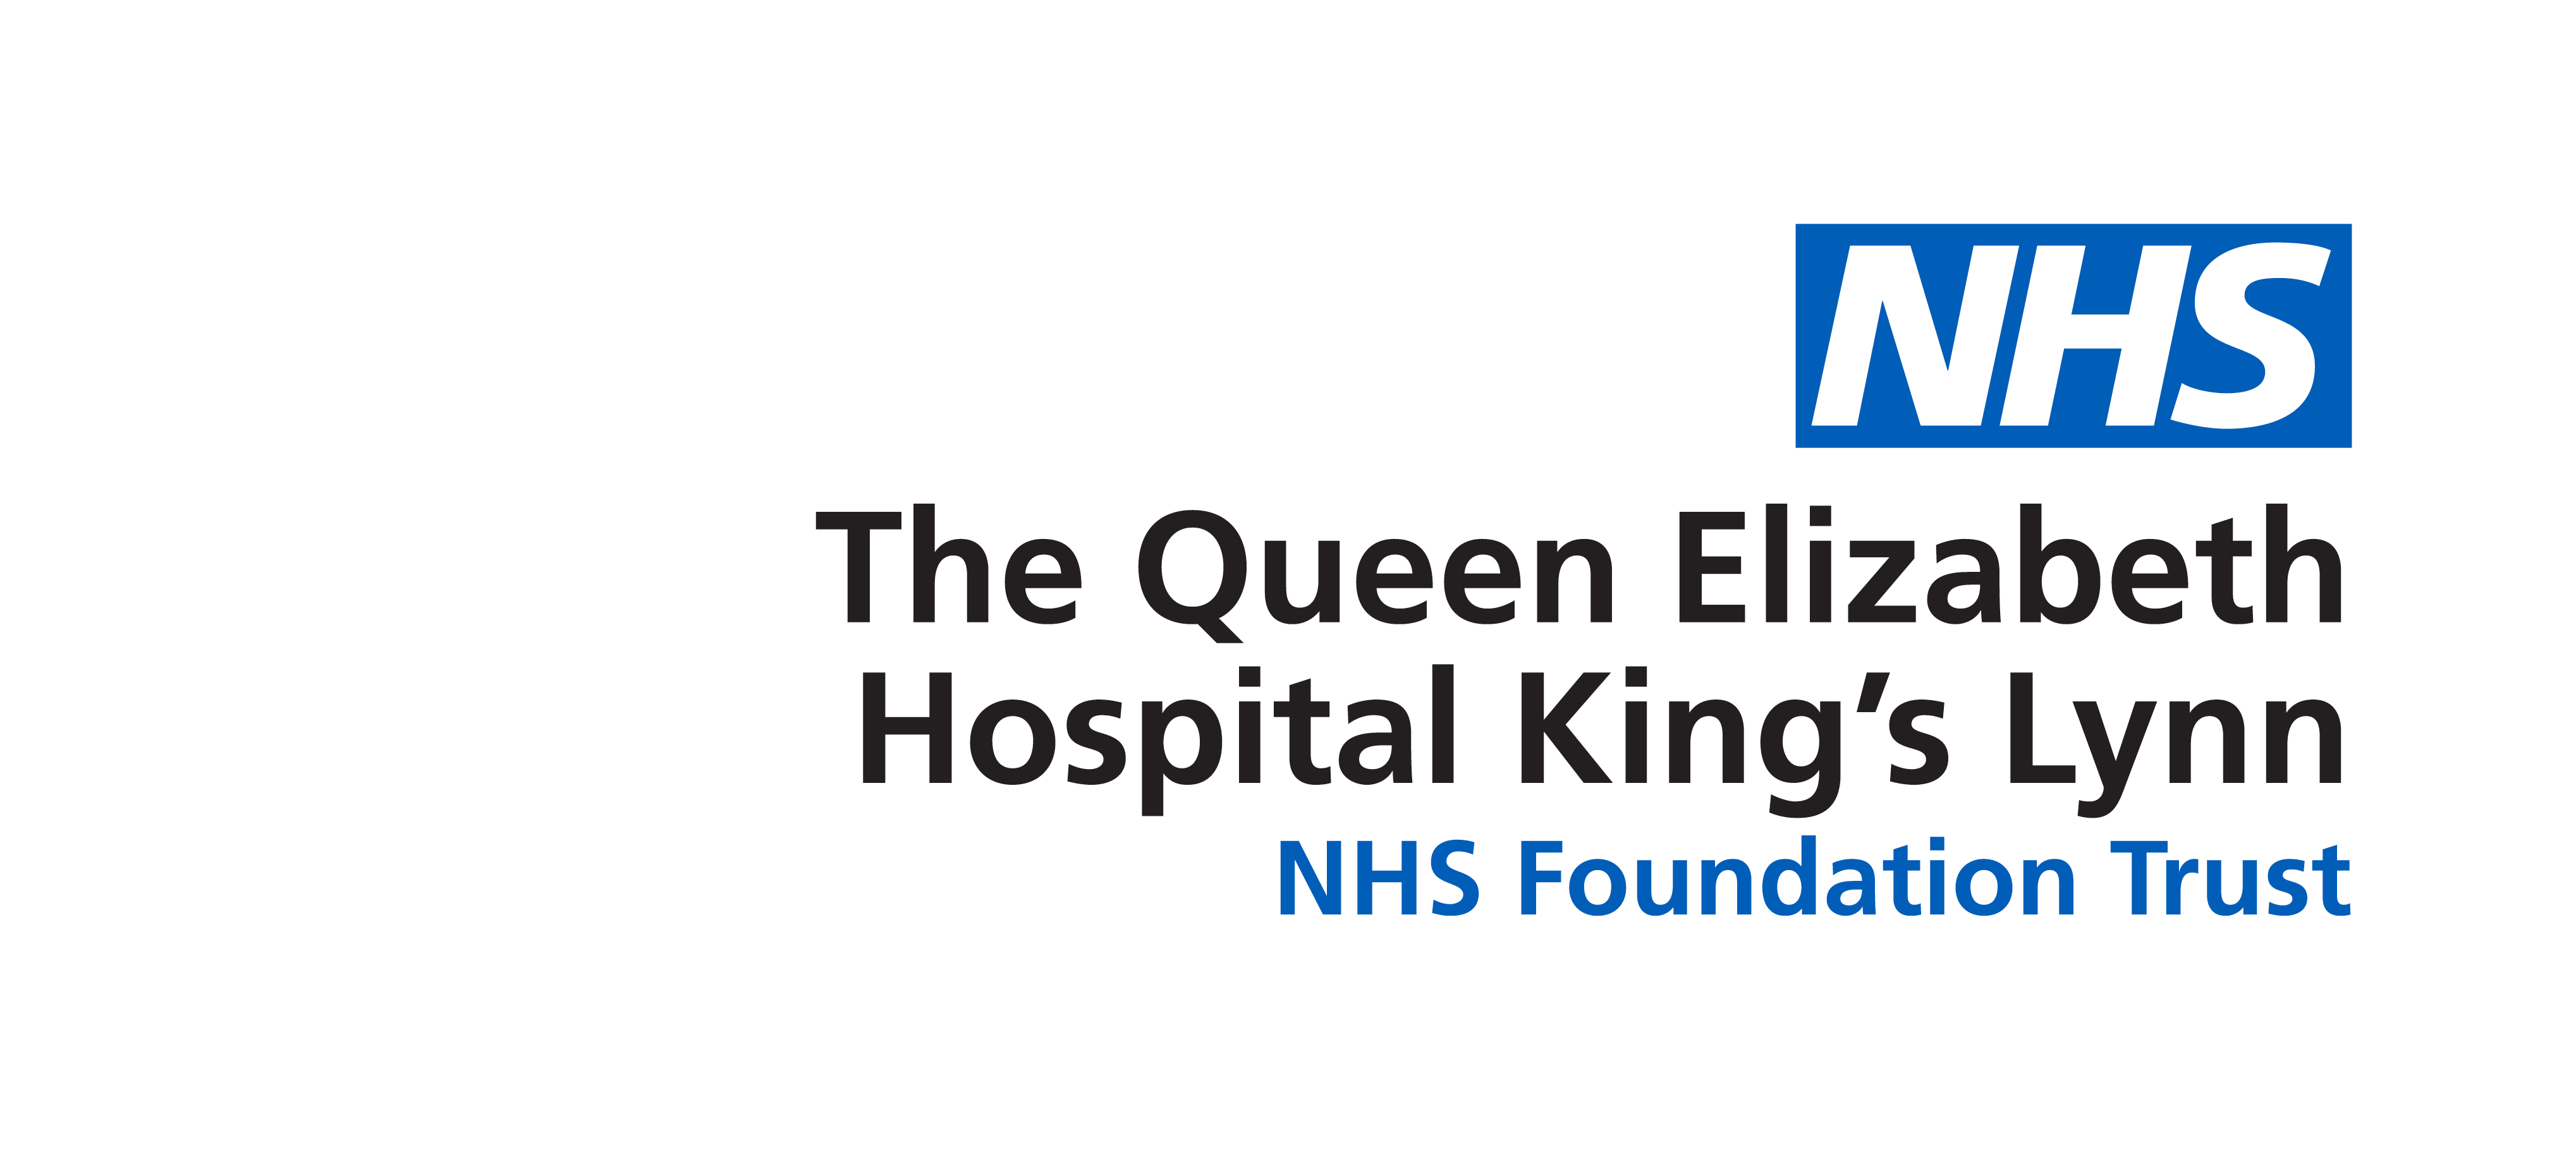 NHS
The Queen Elizabeth
Hospital King’s Lynn
NHS Foundation Trust